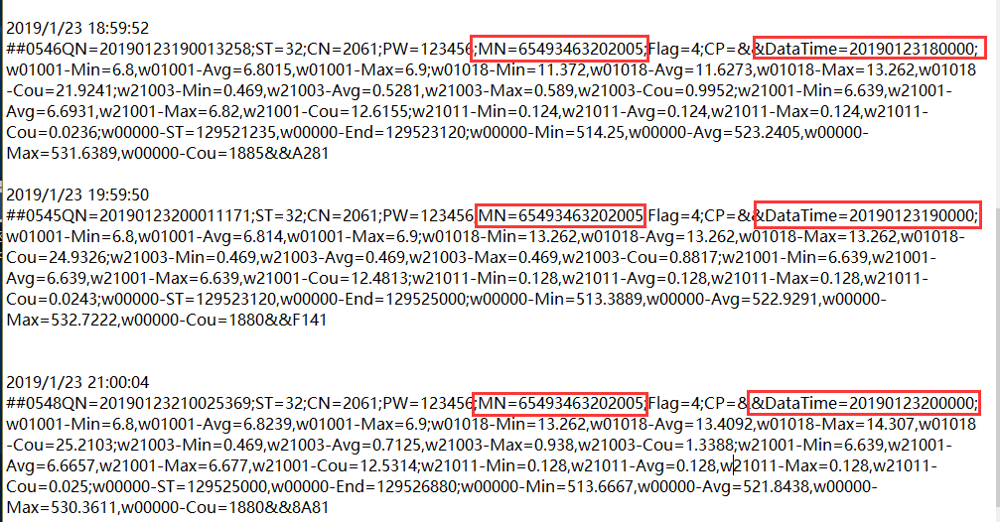 2019/1/23 18:59:52
##0546QN=20190123190013258;ST=32;CN=2061;PW=123456;MN=65493463202005;Flag=4;CP=&&DataTime=20190123180000;
w01001-Min=6.8,w01001-Avg=6.8015,w01001-Max=6.9;w01018-Min=11.372,w01018-Avg=11.6273,w01018-Max=13.262,w01018
-Cou=21.9241;w21003-Min=0.469,w21003-Avg=0.5281,w21003-Max=0.589,w21003-Cou=0.9952;w21001-Min=6.639,w21001-
Avg=6.6931,w21001-Max=6.82,w21001-Cou=12.6155;w21011-Min=0.124,w21011-Avg=0.124,w21011-Max=0.124,w21011-
Cou=0.0236;w00000-ST=129521235,w00000-End=129523120;w00000-Min=514.25,w00000-Avg=523.2405,w00000-
Max=531.6389,w00000-Cou=1885&&A281
2019/1/23 19:59:50
##0545QN=20190123200011171;ST=32;CN=2061;PW=123456;MN=65493463202005;Flag=4;CP=&&DataTime=20190123190000;
w01001-Min=6.8,w01001-Avg=6.814,w01001-Max=6.9;w01018-Min=13.262,w01018-Avg=13.262,w01018-Max=13.262,w01018-
Cou=24.9326;w21003-Min=0.469,w21003-Avg=0.469,w21003-Max=0.469,w21003-Cou=0.8817;w21001-Min=6.639,w21001-
Avg=6.639,w21001-Max=6.639,w21001-Cou=12.4813;w21011-Min=0.128,w21011-Avg=0.128,w21011-Max=0.128,w21011-
Cou=0.0243;w00000-ST=129523120,w00000-End=129525000;w00000-Min=513.3889,w00000-Avg=522.9291,w00000-
Max=532.7222,w00000-Cou=1880&&F141
2019/1/23 21:00:04
##0548QN=20190123210025369;ST=32;CN=2061;PW=123456;MN=65493463202005;Flag=4;CP=&&DataTime=20190123200000;
w01001-Min=6.8,w01001-Avg=6.8239,w01001-Max=6.9;w01018-Min=13.262,w01018-Avg=13.4092,w01018-Max=14.307,w01018
-Cou=25.2103;w21003-Min=0.469,w21003-Avg=0.7125,w21003-Max=0.938,w21003-Cou=1.3388;w21001-Min=6.639,w21001-
Avg=6.6657,w21001-Max=6.677,w21001-Cou=12.5314;w21011-Min=0.128,w21011-Avg=0.128,w21011-Max=0.128,w21011-
Cou=0.025;w00000-ST=129525000,w00000-End=129526880;w00000-Min=513.6667,w00000-Avg=521.8438,w00000-
Max=530.3611,w00000-Cou=1880&&8A81